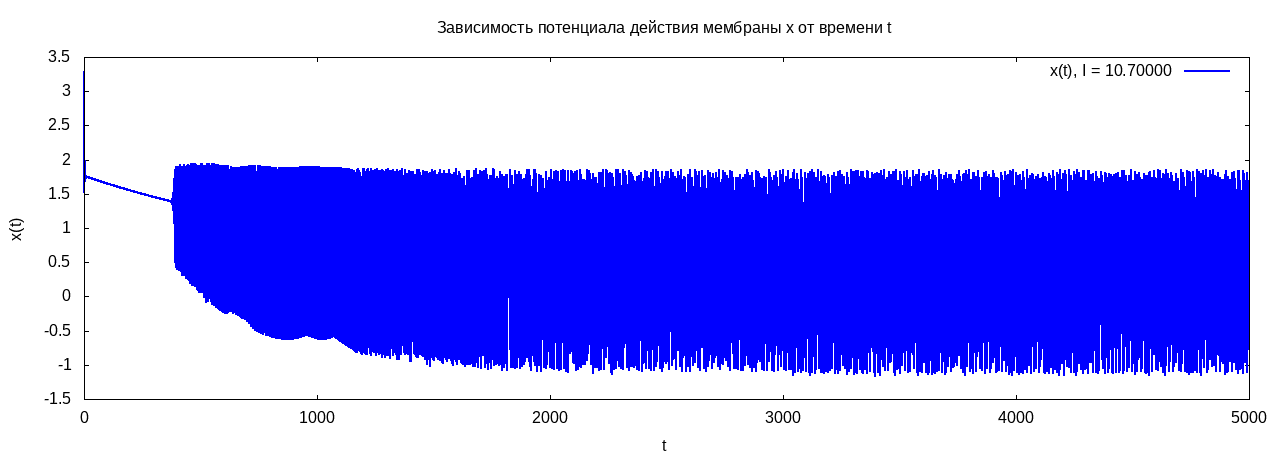 Зависимость потенциала действия мембраны x от времени t
x(t), I = 10.70000
3.5
3
2.5
2
1.5
1
0.5
0
-0.5
-1
-1.5
x(t)
0 1000 2000 3000 4000 5000
t